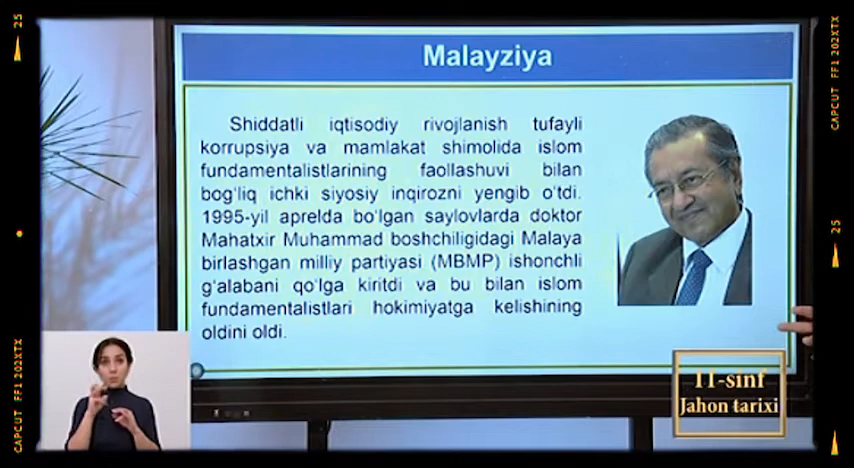 Malayziya
Shiddatli iqtisodiy rivojlanish tufayli
korrupsiya va mamlakat shimolida islom
fundamentalistlarining faollashuvi bilan
bog‘liq ichki siyosiy inqirozni yengib o‘tdi.
1995-yil aprelda bo‘lgan saylovlarda doktor
Mahatxir Muhammad boshchiligidagi Malaya
birlashgan milliy partiyasi (MBMP) ishonchli
g‘alabani qo‘lga kiritdi va bu bilan islom
fundamentalistlari hokimiyatga kelishining
oldini oldi.
11-sinf
Jahon tarixi
25
CAPCUT FF1 202XTX
CAPCUT FF1 202XTX
25